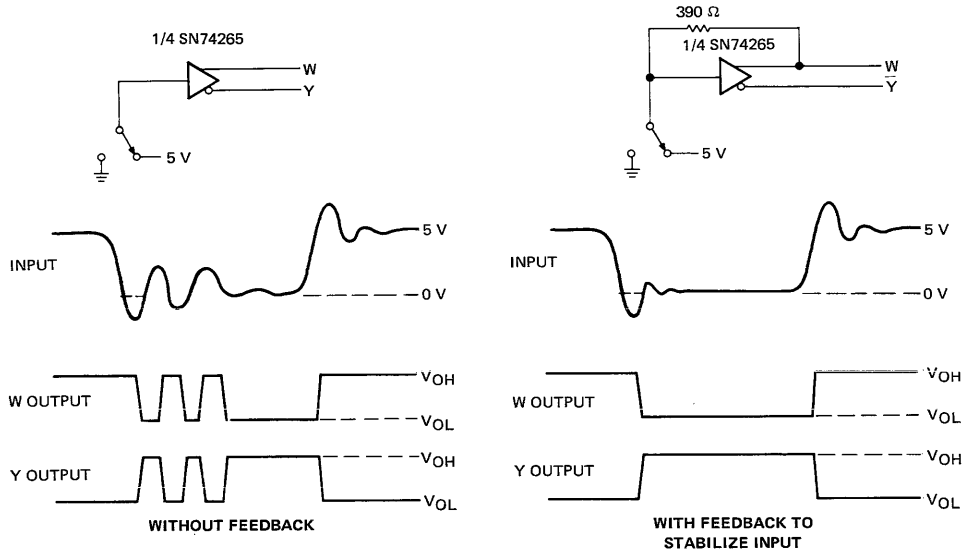 1/4 SN74265
W
Y
5 V
INPUT
5 V
0 V
W OUTPUT
VOH
VOL
Y OUTPUT
VOH
VOL
WITHOUT FEEDBACK
390 Ω
1/4 SN74265
W
Y̅
5 V
INPUT
5 V
0 V
W OUTPUT
VOH
VOL
Y OUTPUT
VOH
VOL
WITH FEEDBACK TO
STABILIZE INPUT